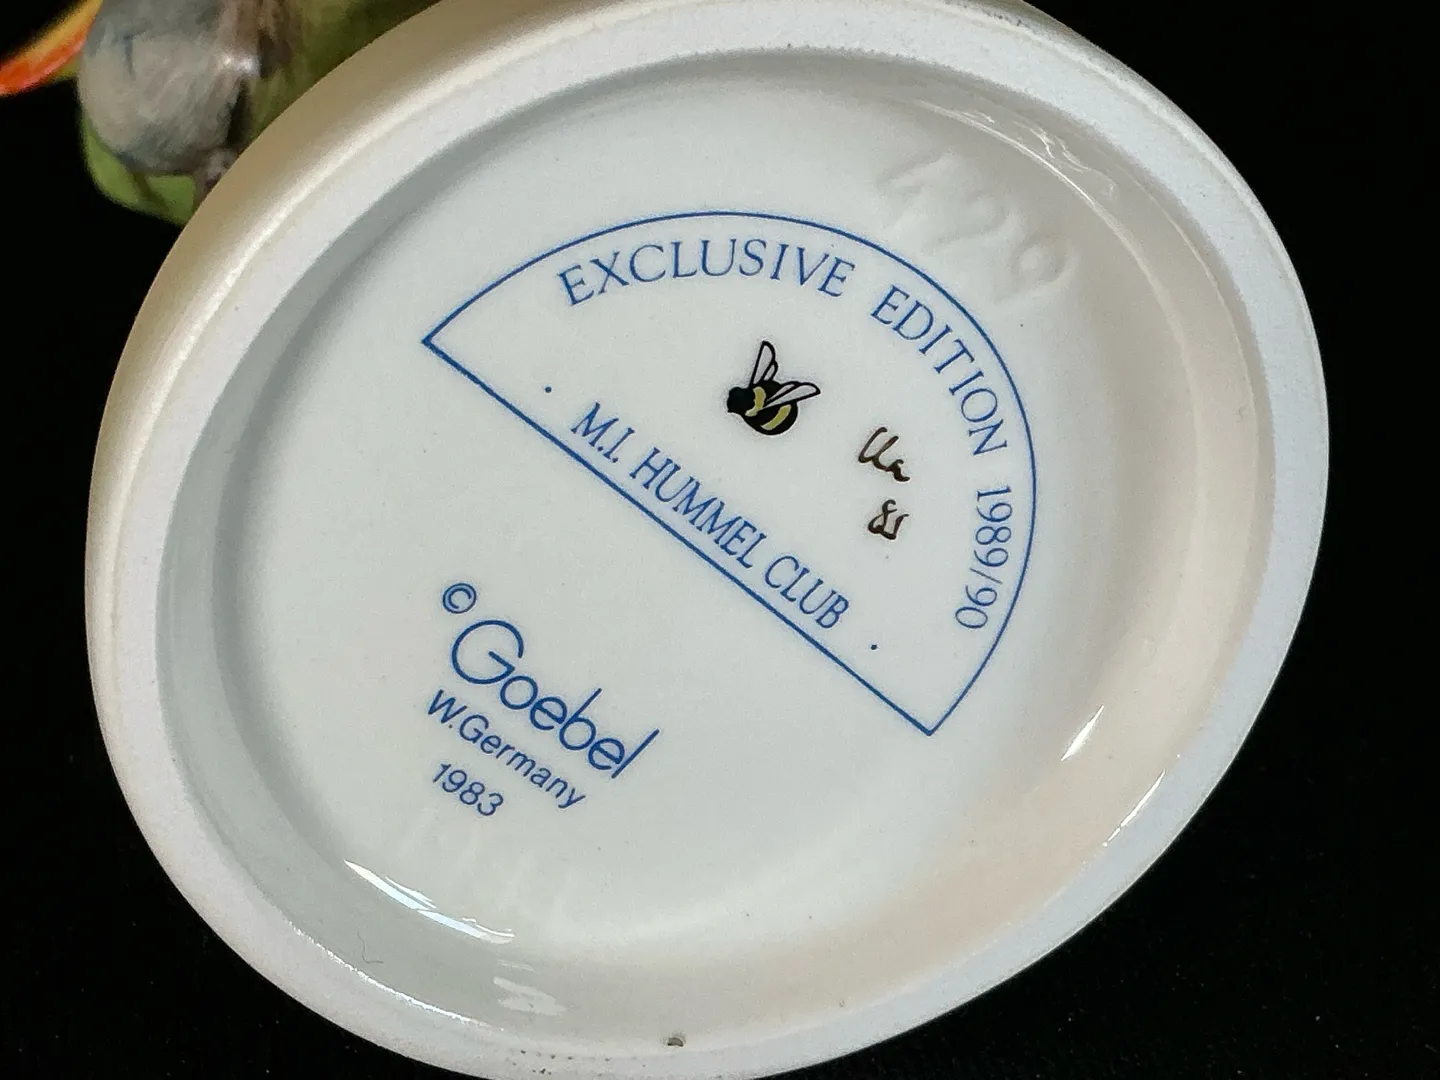 EXCLUSIVE EDITION 1989/90
· M.I. HUMMEL CLUB ·
© Goebel
W.Germany
1983